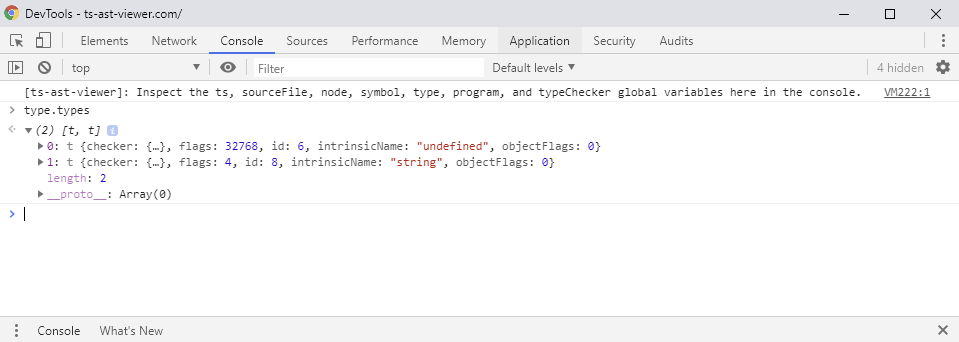 DevTools - ts-ast-viewer.com/
Elements Network Console Sources Performance Memory Application Security Audits
top Filter Default levels 4 hidden
[ts-ast-viewer]: Inspect the ts, sourceFile, node, symbol, type, program, and typeChecker global variables here in the console. VM222:1
type.types
(2) [t, t]
0: t {checker: {…}, flags: 32768, id: 6, intrinsicName: "undefined", objectFlags: 0}
1: t {checker: {…}, flags: 4, id: 8, intrinsicName: "string", objectFlags: 0}
length: 2
__proto__: Array(0)
Console What's New